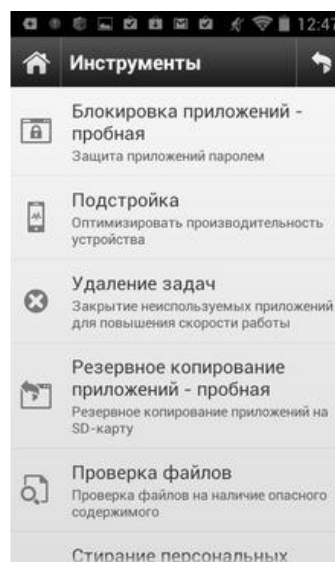 12:47
Инструменты
Блокировка приложений -
пробная
Защита приложений паролем
Подстройка
Оптимизировать производительность
устройства
Удаление задач
Закрытие неиспользуемых приложений
для повышения скорости работы
Резервное копирование
приложений - пробная
Резервное копирование приложений на
SD-карту
Проверка файлов
Проверка файлов на наличие опасного
содержимого
Стирание персональных